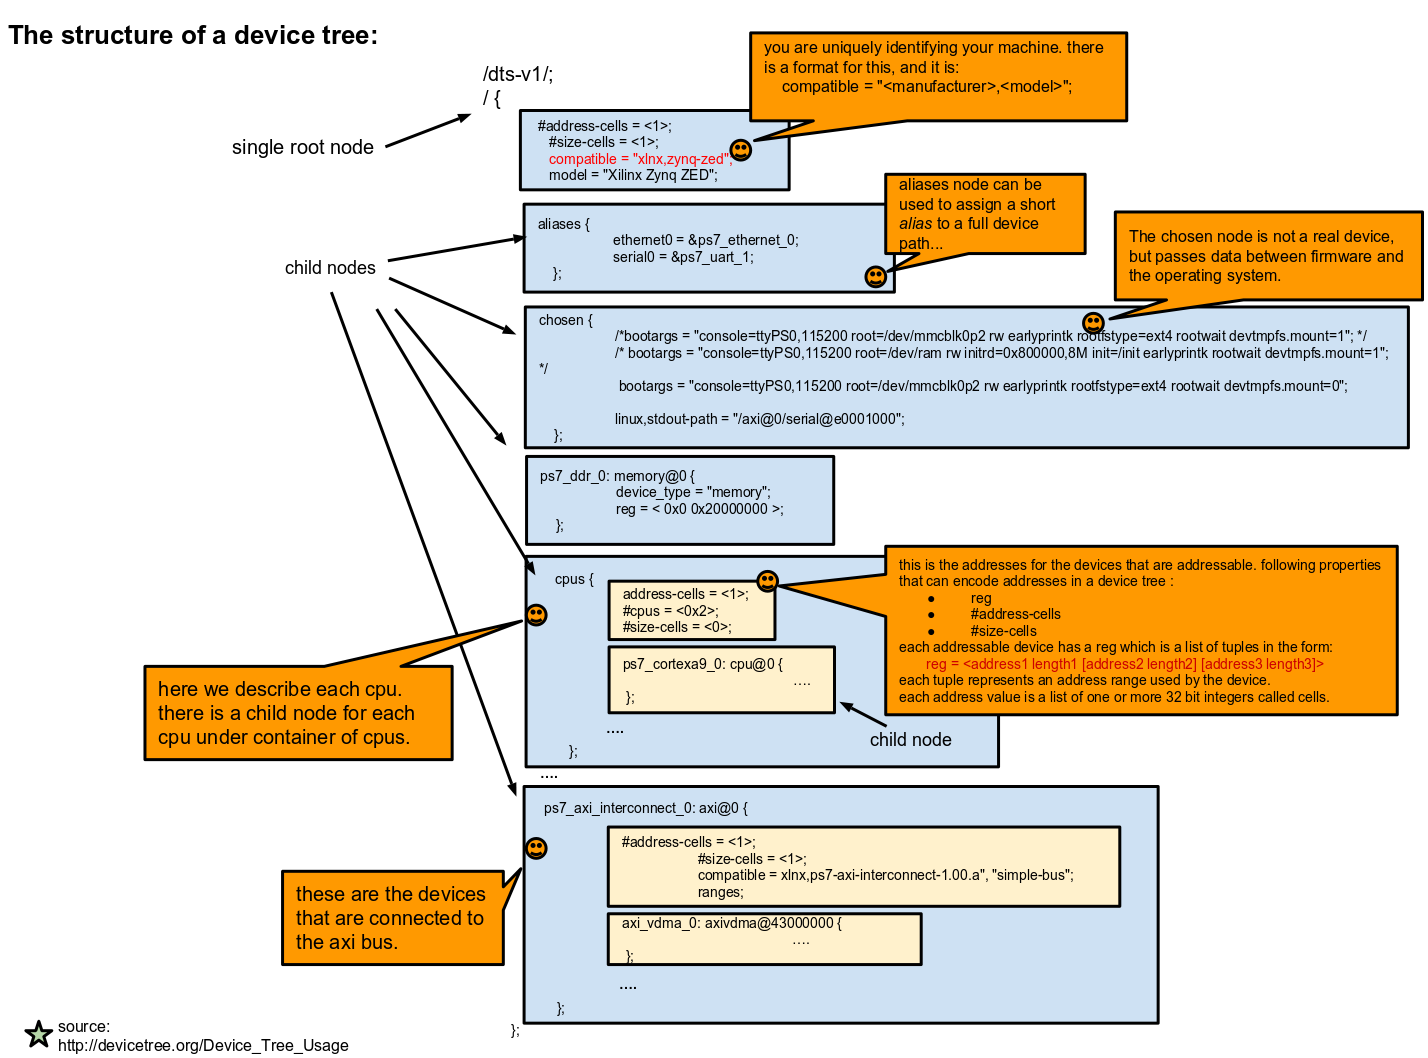 The structure of a device tree:
/dts-v1/;
/ {
single root node
#address-cells = <1>;
#size-cells = <1>;
compatible = "xlnx,zynq-zed";
model = "Xilinx Zynq ZED";
you are uniquely identifying your machine. there
is a format for this, and it is:
compatible = "<manufacturer>,<model>";
child nodes
aliases {
ethernet0 = &ps7_ethernet_0;
serial0 = &ps7_uart_1;
};
aliases node can be
used to assign a short
alias to a full device
path...
The chosen node is not a real device,
but passes data between firmware and
the operating system.
chosen {
/*bootargs = "console=ttyPS0,115200 root=/dev/mmcblk0p2 rw earlyprintk rootfstype=ext4 rootwait devtmpfs.mount=1"; */
/* bootargs = "console=ttyPS0,115200 root=/dev/ram rw initrd=0x800000,8M init=/init earlyprintk rootwait devtmpfs.mount=1";
*/
bootargs = "console=ttyPS0,115200 root=/dev/mmcblk0p2 rw earlyprintk rootfstype=ext4 rootwait devtmpfs.mount=0";
linux,stdout-path = "/axi@0/serial@e0001000";
};
ps7_ddr_0: memory@0 {
device_type = "memory";
reg = < 0x0 0x20000000 >;
};
cpus {
address-cells = <1>;
#cpus = <0x2>;
#size-cells = <0>;
ps7_cortexa9_0: cpu@0 {
....
};
....
};
....
this is the addresses for the devices that are addressable. following properties
that can encode addresses in a device tree :
● reg
● #address-cells
● #size-cells
each addressable device has a reg which is a list of tuples in the form:
reg = <address1 length1 [address2 length2] [address3 length3]>
each tuple represents an address range used by the device.
each address value is a list of one or more 32 bit integers called cells.
child node
here we describe each cpu.
there is a child node for each
cpu under container of cpus.
ps7_axi_interconnect_0: axi@0 {
#address-cells = <1>;
#size-cells = <1>;
compatible = xlnx,ps7-axi-interconnect-1.00.a", "simple-bus";
ranges;
axi_vdma_0: axivdma@43000000 {
....
};
....
};
};
these are the devices
that are connected to
the axi bus.
source:
http://devicetree.org/Device_Tree_Usage